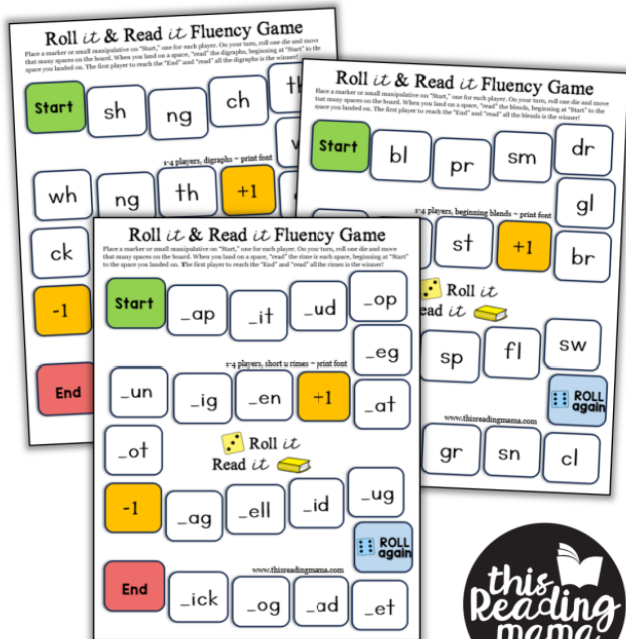 Roll it & Read it Fluency Game
Place a marker or small manipulative on "Start," one for each player. On your turn, roll one die and move
that many spaces on the board. When you land on a space, "read" the digraphs, beginning at "Start" to the
space you landed on. The first player to reach the "End" and "read" all the digraphs is the winner!
Start sh ng ch
1-4 players, digraphs ~ print font
wh ng th +1
ck
-1
End
Roll it & Read it Fluency Game
Place a marker or small manipulative on "Start," one for each player. On your turn, roll one die and move
that many spaces on the board. When you land on a space, "read" the blends, beginning at "Start" to the
space you landed on. The first player to reach the "End" and "read" all the blends is the winner!
Start bl pr sm dr
gl
1-4 players, beginning blends ~ print font
st +1 br
Roll it
ead it
sp fl sw
ROLL
again
www.thisreadingmama.com
gr sn cl
Roll it & Read it Fluency Game
Place a marker or small manipulative on "Start," one for each player. On your turn, roll one die and move
that many spaces on the board. When you land on a space, "read" the rime is each space, beginning at "Start"
to the space you landed on. The first player to reach the "End" and "read" all the rimes is the winner!
Start _ap _it _ud _op
_eg
1-4 players, short u rimes ~ print font
_un _ig _en +1 _at
_ot
Roll it
Read it
-1 _ag _ell _id _ug
ROLL
again
www.thisreadingmama.com
End _ick _og _ad _et
this
Reading
mama